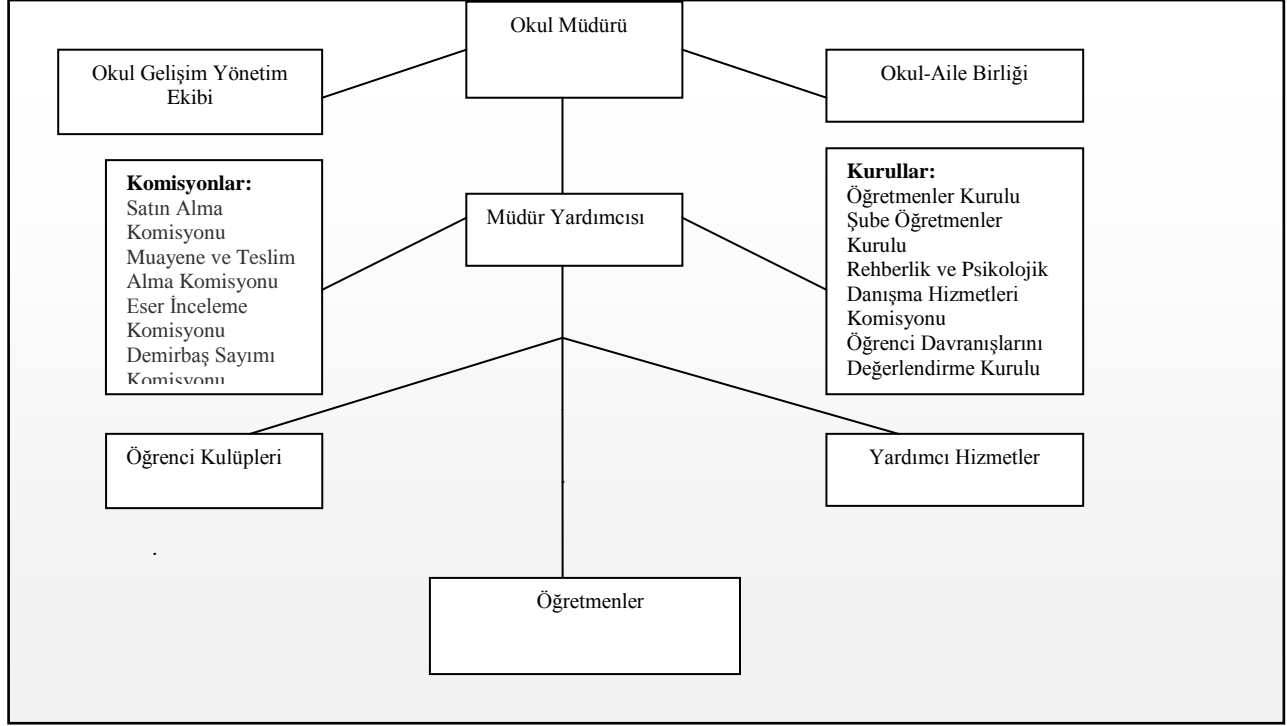 Okul Müdürü
Okul Gelişim Yönetim
Ekibi
Okul-Aile Birliği
Komisyonlar:
Satın Alma
Komisyonu
Muayene ve Teslim
Alma Komisyonu
Eser İnceleme
Komisyonu
Demirbaş Sayımı
Komisyonu
Müdür Yardımcısı
Kurullar:
Öğretmenler Kurulu
Şube Öğretmenler
Kurulu
Rehberlik ve Psikolojik
Danışma Hizmetleri
Komisyonu
Öğrenci Davranışlarını
Değerlendirme Kurulu
Öğrenci Kulüpleri
Yardımcı Hizmetler
.
Öğretmenler